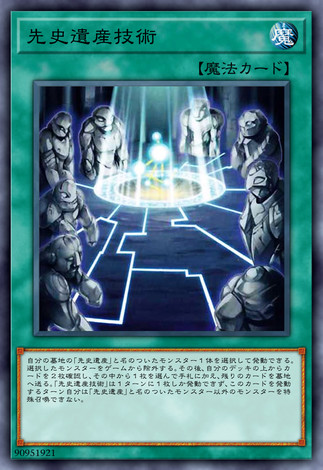 先史遺産技術
魔
【魔法カード】
自分の墓地の「先史遺産」と名のついたモンスター１体を選択して発動できる。
選択したモンスターをゲームから除外する。その後、自分のデッキの上からカ
ードを２枚確認し、その中から１枚を選んで手札に加え、残りのカードを墓地
へ送る。「先史遺産技術」は１ターンに１枚しか発動できず、このカードを発動
するターン自分は「先史遺産」と名のついたモンスター以外のモンスターを特
殊召喚できない。
90951921